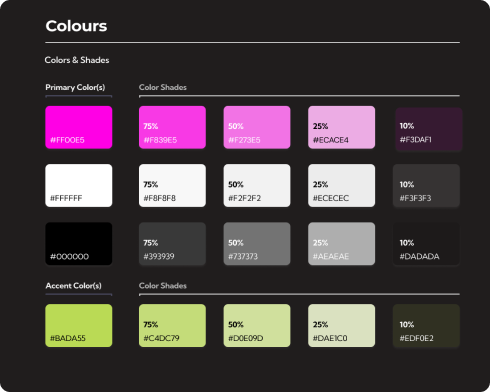 Colours
Colors & Shades
Primary Color(s) Color Shades
75% 50% 25% 10%
#FF00E5 #F839E5 #F273E5 #ECACE4 #F3DAF1
75% 50% 25% 10%
#FFFFFF #F8F8F8 #F2F2F2 #ECECEC #F3F3F3
75% 50% 25% 10%
#000000 #393939 #737373 #AEAEAE #DADADA
Accent Color(s) Color Shades
75% 50% 25% 10%
#BADA55 #C4DC79 #D0E09D #DAE1C0 #EDF0E2